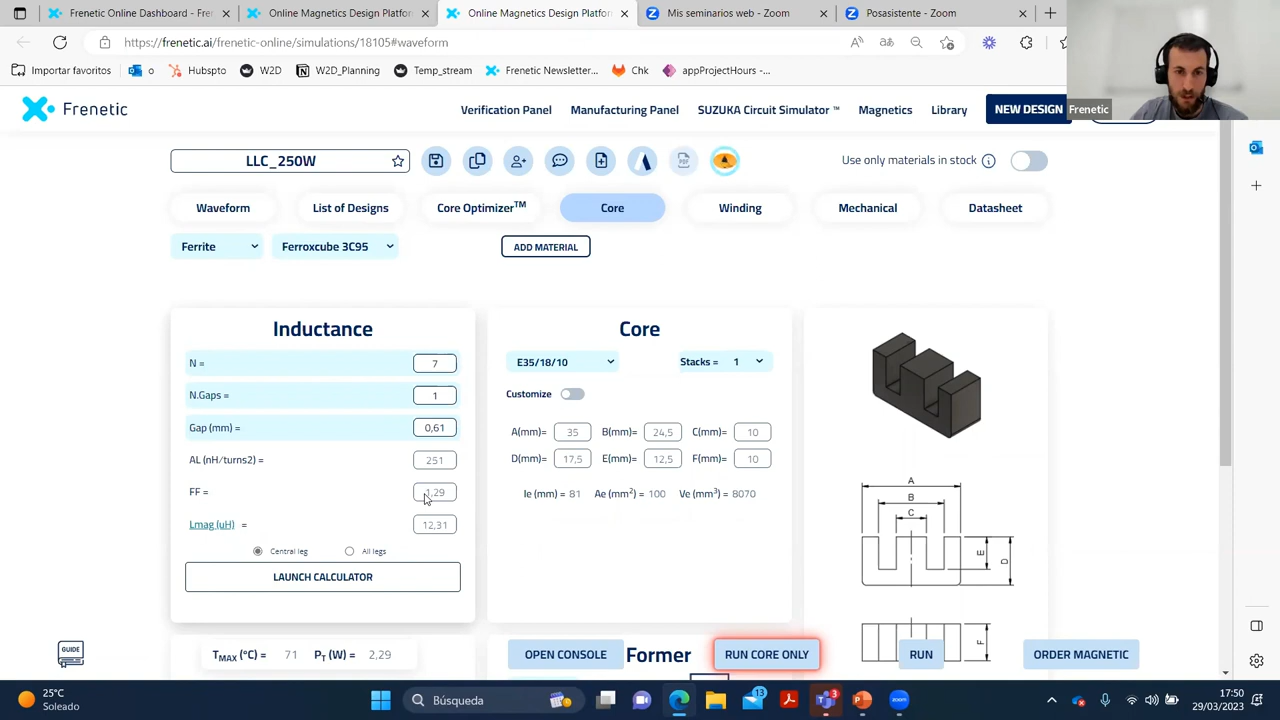 Frenetic Online Dashboard - Fre
Online Magnetics Design Platfor
Online Magnetics Design Platfor
Mis seminarios web - Zoom
Posasistente - Zoom
https://frenetic.ai/frenetic-online/simulations/18105#waveform
Importar favoritos
o
Hubspto
W2D
W2D_Planning
Temp_stream
Frenetic Newsletter...
Chk
appProjectHours -...
Frenetic
Frenetic
Verification Panel
Manufacturing Panel
SUZUKA Circuit Simulator ™
Magnetics
Library
NEW DESIGN
LLC_250W
PDF
Use only materials in stock
Waveform
List of Designs
Core Optimizer™
Core
Winding
Mechanical
Datasheet
Ferrite
Ferroxcube 3C95
ADD MATERIAL
Inductance
N = 7
N.Gaps = 1
Gap (mm) = 0,61
AL (nH/turns2) = 251
FF = 1,29
Lmag (uH) = 12,31
Central leg
All legs
LAUNCH CALCULATOR
Core
E35/18/10
Stacks = 1
Customize
A(mm)= 35 B(mm)= 24,5 C(mm)= 10
D(mm)= 17,5 E(mm)= 12,5 F(mm)= 10
le (mm) = 81 Ae (mm²) = 100 Ve (mm³) = 8070
A
B
C
E
D
F
GUIDE
TMAX (ºC) = 71 PT (W) = 2,29
OPEN CONSOLE
Former
RUN CORE ONLY
RUN
ORDER MAGNETIC
25°C
Soleado
Búsqueda
13
3
17:50
29/03/2023